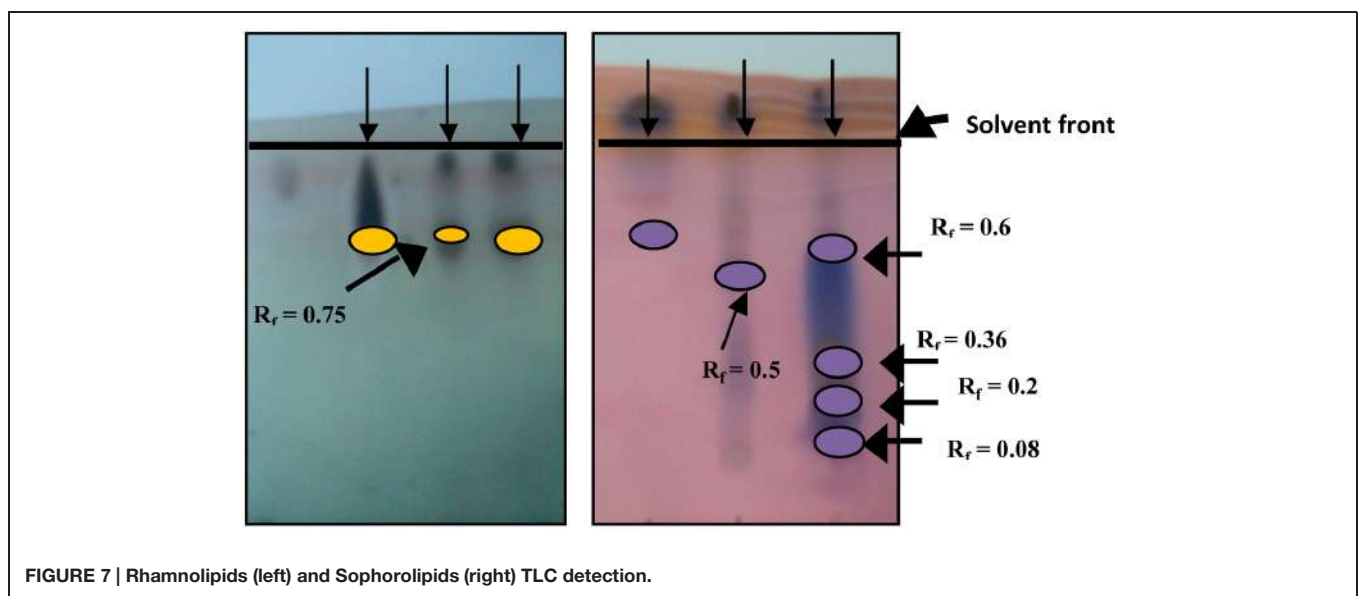 Solvent front
R𝑓 = 0.6
R𝑓 = 0.75
R𝑓 = 0.36
R𝑓 = 0.5
R𝑓 = 0.2
R𝑓 = 0.08
FIGURE 7 | Rhamnolipids (left) and Sophorolipids (right) TLC detection.